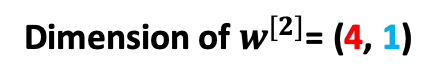 Dimension of w[2]= (4, 1)